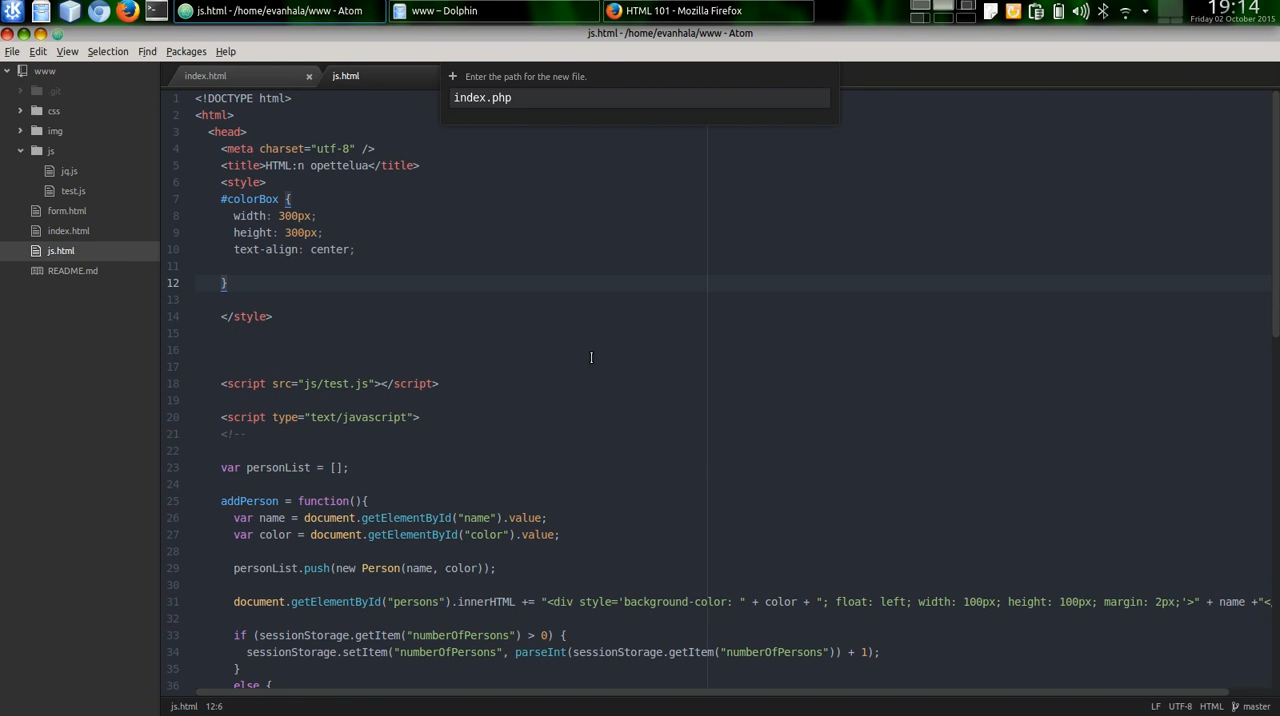 js.html - /home/evanhala/www - Atom
www – Dolphin
HTML 101 - Mozilla Firefox
19:14
Friday 02 October 2015
js.html - /home/evanhala/www - Atom
File Edit View Selection Find Packages Help
www
.git
css
img
js
jq.js
test.js
form.html
index.html
js.html
README.md
index.html
js.html
Enter the path for the new file.
index.php
1 <!DOCTYPE html>
2 <html>
3 <head>
4 <meta charset="utf-8" />
5 <title>HTML:n opettelua</title>
6 <style>
7 #colorBox {
8 width: 300px;
9 height: 300px;
10 text-align: center;
11
12 }
13
14 </style>
15
16
17
18 <script src="js/test.js"></script>
19
20 <script type="text/javascript">
21 <!--
22
23 var personList = [];
24
25 addPerson = function(){
26 var name = document.getElementById("name").value;
27 var color = document.getElementById("color").value;
28
29 personList.push(new Person(name, color));
30
31 document.getElementById("persons").innerHTML += "<div style='background-color: " + color + "; float: left; width: 100px; height: 100px; margin: 2px;'>" + name +"<
32
33 if (sessionStorage.getItem("numberOfPersons") > 0) {
34 sessionStorage.setItem("numberOfPersons", parseInt(sessionStorage.getItem("numberOfPersons")) + 1);
35 }
36 else {
js.html 12:6
LF UTF-8 HTML master